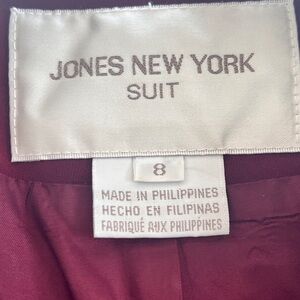 JONES NEW YORK
SUIT
8
MADE IN PHILIPPINES
HECHO EN FILIPINAS
FABRIQUÉ AUX PHILIPPINES